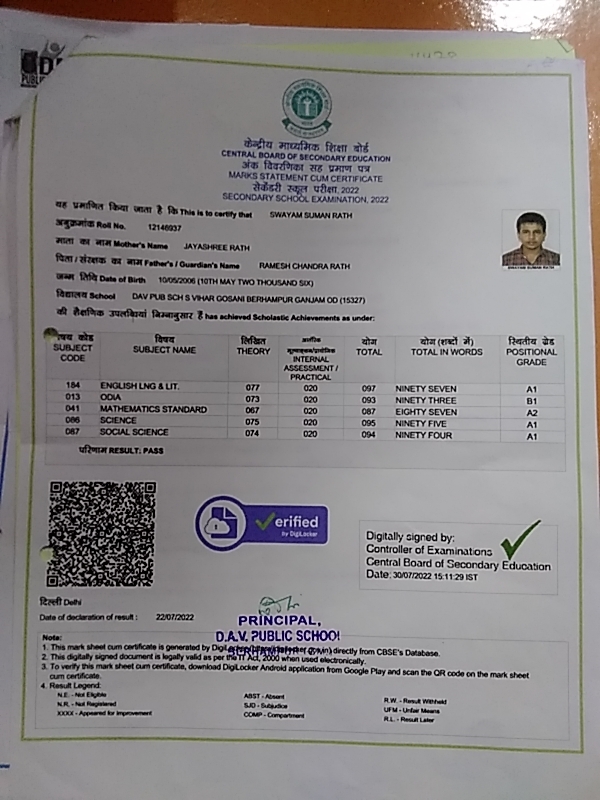 केन्द्रीय माध्यमिक शिक्षा बोर्ड
CENTRAL BOARD OF SECONDARY EDUCATION
अंक विवरणिका सह प्रमाण पत्र
MARKS STATEMENT CUM CERTIFICATE
सेकेंडरी स्कूल परीक्षा, 2022
SECONDARY SCHOOL EXAMINATION, 2022
यह प्रमाणित किया जाता है कि This is to certify that SWAYAM SUMAN RATH
अनुक्रमांक Roll No. 12146937
माता का नाम Mother's Name JAYASHREE RATH
पिता / संरक्षक का नाम Father's / Guardian's Name RAMESH CHANDRA RATH
जन्म तिथि Date of Birth 10/05/2006 (10TH MAY TWO THOUSAND SIX)
विद्यालय School DAV PUB SCH S VIHAR GOSANI BERHAMPUR GANJAM OD (15327)
की शैक्षणिक उपलब्धियां निम्नानुसार हैं has achieved Scholastic Achievements as under:
SWAYAM SUMAN RATH
विषय कोड SUBJECT CODE विषय SUBJECT NAME लिखित THEORY आंतरिक मूल्यांकन/प्रायोगिक INTERNAL ASSESSMENT / PRACTICAL योग TOTAL योग (शब्दों में) TOTAL IN WORDS स्थितीय ग्रेड POSITIONAL GRADE
184 ENGLISH LNG & LIT. 077 020 097 NINETY SEVEN A1
013 ODIA 073 020 093 NINETY THREE B1
041 MATHEMATICS STANDARD 067 020 087 EIGHTY SEVEN A2
086 SCIENCE 075 020 095 NINETY FIVE A1
087 SOCIAL SCIENCE 074 020 094 NINETY FOUR A1
परिणाम RESULT: PASS
Verified
by DigiLocker
Digitally signed by:
Controller of Examinations
Central Board of Secondary Education
Date: 30/07/2022 15:11:29 IST
दिल्ली Delhi
Date of declaration of result : 22/07/2022
PRINCIPAL,
D.A.V. PUBLIC SCHOOL
Note:
1. This mark sheet cum certificate is generated by DigiLocker directly from CBSE's Database.
2. This digitally signed document is legally valid as per the IT Act, 2000 when used electronically.
3. To verify this mark sheet cum certificate, download DigiLocker Android application from Google Play and scan the QR code on the mark sheet
cum certificate.
4. Result Legend:
N.E. - Not Eligible ABST - Absent R.W. - Result Withheld
N.R. - Not Registered SJD - Subjudice UFM - Unfair Means
XXXX - Appeared for Improvement COMP - Compartment R.L. - Result Later